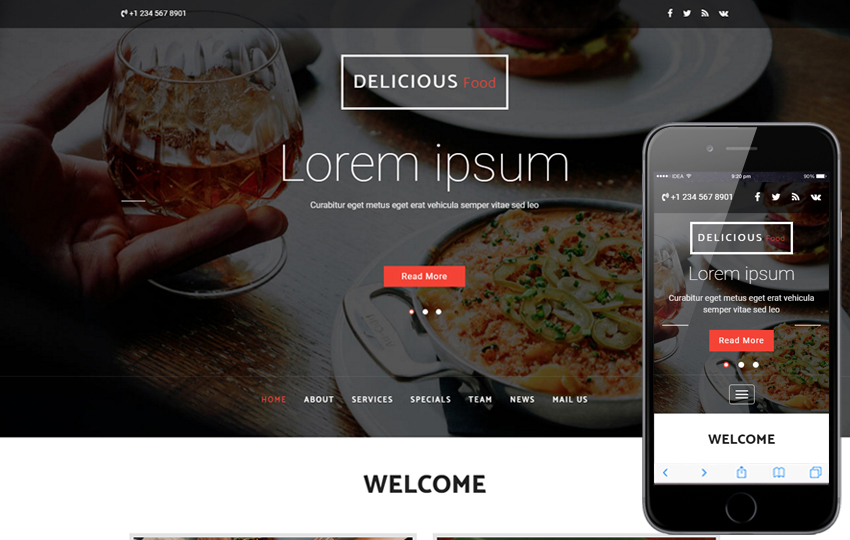 +1 234 567 8901
DELICIOUS Food
Lorem ipsum
Curabitur eget metus eget erat vehicula semper vitae sed leo
Read More
HOME ABOUT SERVICES SPECIALS TEAM NEWS MAIL US
WELCOME
IDEA 9:20 pm 90%
+1 234 567 8901
DELICIOUS Food
Lorem ipsum
Curabitur eget metus eget erat vehicula
semper vitae sed leo
Read More
WELCOME